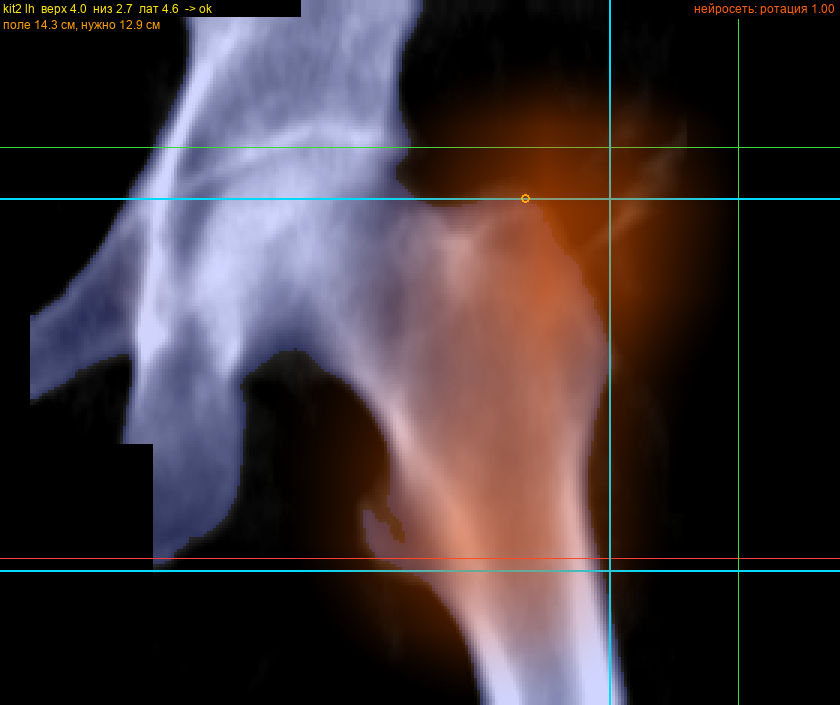 kit2 lh верх 4.0 низ 2.7 лат 4.6 -> ok
нейросеть: ротация 1.00
поле 14.3 см, нужно 12.9 см